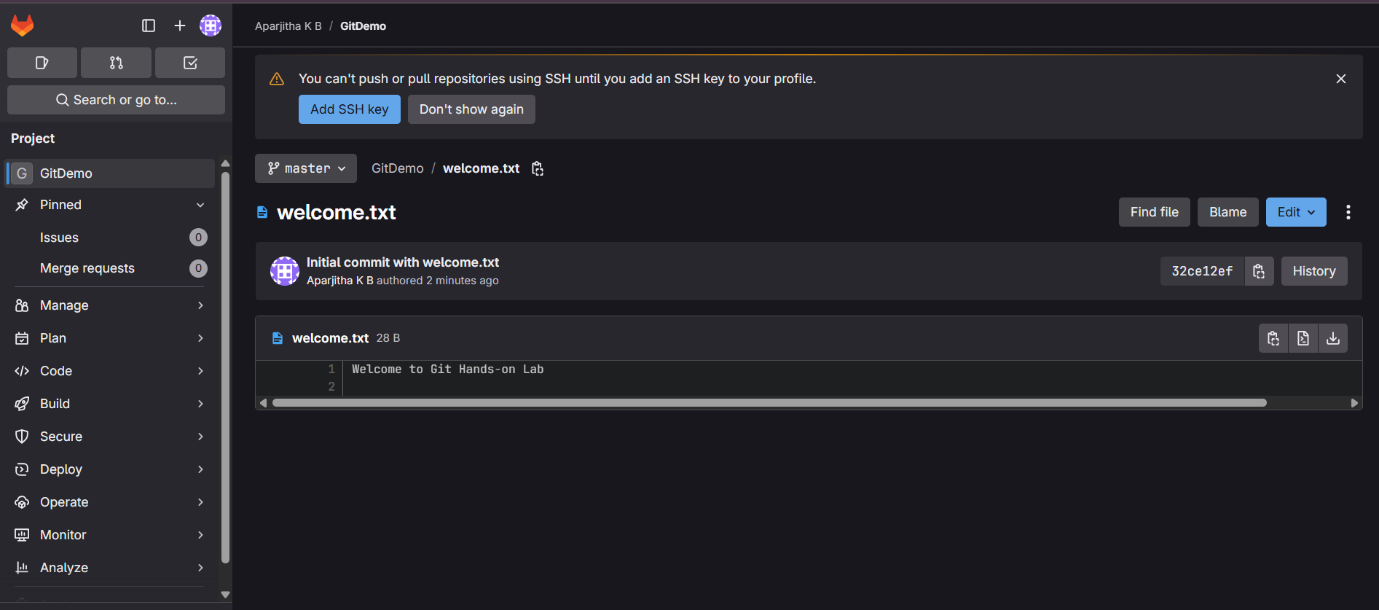 Aparjitha K B / GitDemo
Search or go to...
Project
G GitDemo
Pinned
Issues 0
Merge requests 0
Manage
Plan
Code
Build
Secure
Deploy
Operate
Monitor
Analyze
You can't push or pull repositories using SSH until you add an SSH key to your profile.
Add SSH key Don't show again
master GitDemo / welcome.txt
welcome.txt Find file Blame Edit
Initial commit with welcome.txt
Aparjitha K B authored 2 minutes ago
32ce12ef History
welcome.txt 28 B
1 Welcome to Git Hands-on Lab
2